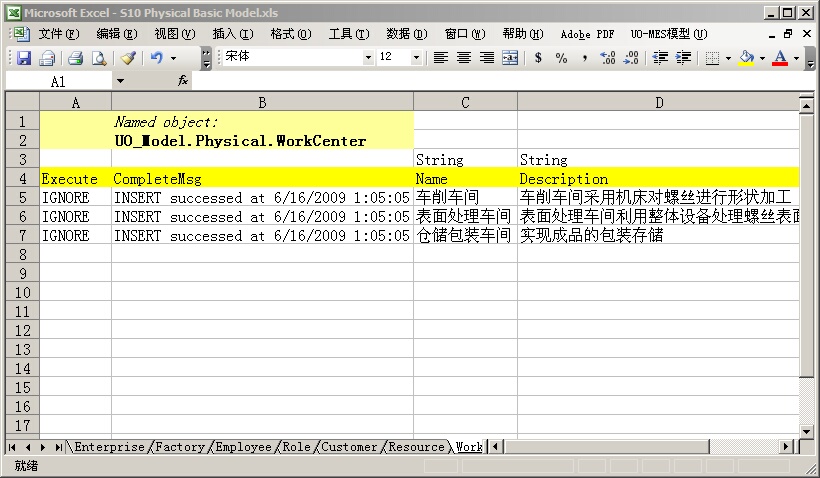 Microsoft Excel - S10 Physical Basic Model.xls
文件(F) 编辑(E) 视图(V) 插入(I) 格式(O) 工具(T) 数据(D) 窗口(W) 帮助(H) Adobe PDF UO-MES模型(U)
宋体 12 B $ % , A
A1 fx
A B C D
1 Named object:
2 UO_Model.Physical.WorkCenter
3 String String
4 Execute CompleteMsg Name Description
5 IGNORE INSERT successed at 6/16/2009 1:05:05 车削车间 车削车间采用机床对螺丝进行形状加工
6 IGNORE INSERT successed at 6/16/2009 1:05:05 表面处理车间 表面处理车间利用整体设备处理螺丝表面
7 IGNORE INSERT successed at 6/16/2009 1:05:05 仓储包装车间 实现成品的包装存储
8
9
10
11
12
13
14
15
16
17
Enterprise Factory Employee Role Customer Resource Work
就绪